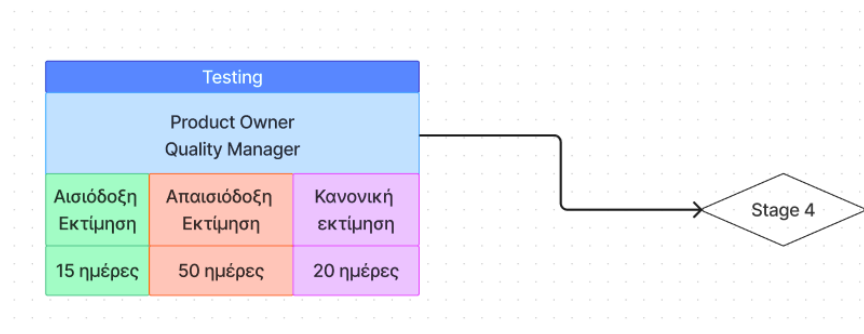 Testing
Product Owner
Quality Manager
Αισιόδοξη
Εκτίμηση
Απαισιόδοξη
Εκτίμηση
Κανονική
εκτίμηση
15 ημέρες
50 ημέρες
20 ημέρες
Stage 4